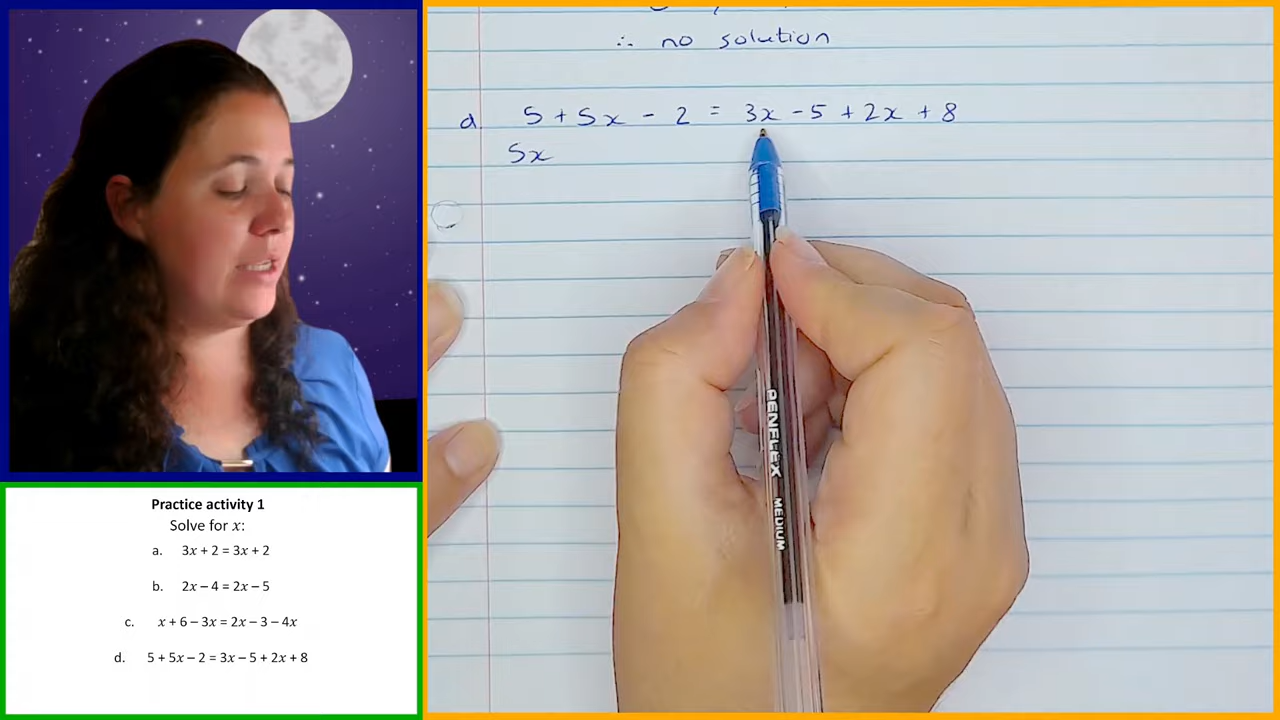 ∴ no solution
d. 5 + 5x - 2 = 3x - 5 + 2x + 8
5x
PENFLEX MEDIUM
Practice activity 1
Solve for x:
a. 3x + 2 = 3x + 2
b. 2x – 4 = 2x – 5
c. x + 6 – 3x = 2x – 3 – 4x
d. 5 + 5x – 2 = 3x – 5 + 2x + 8